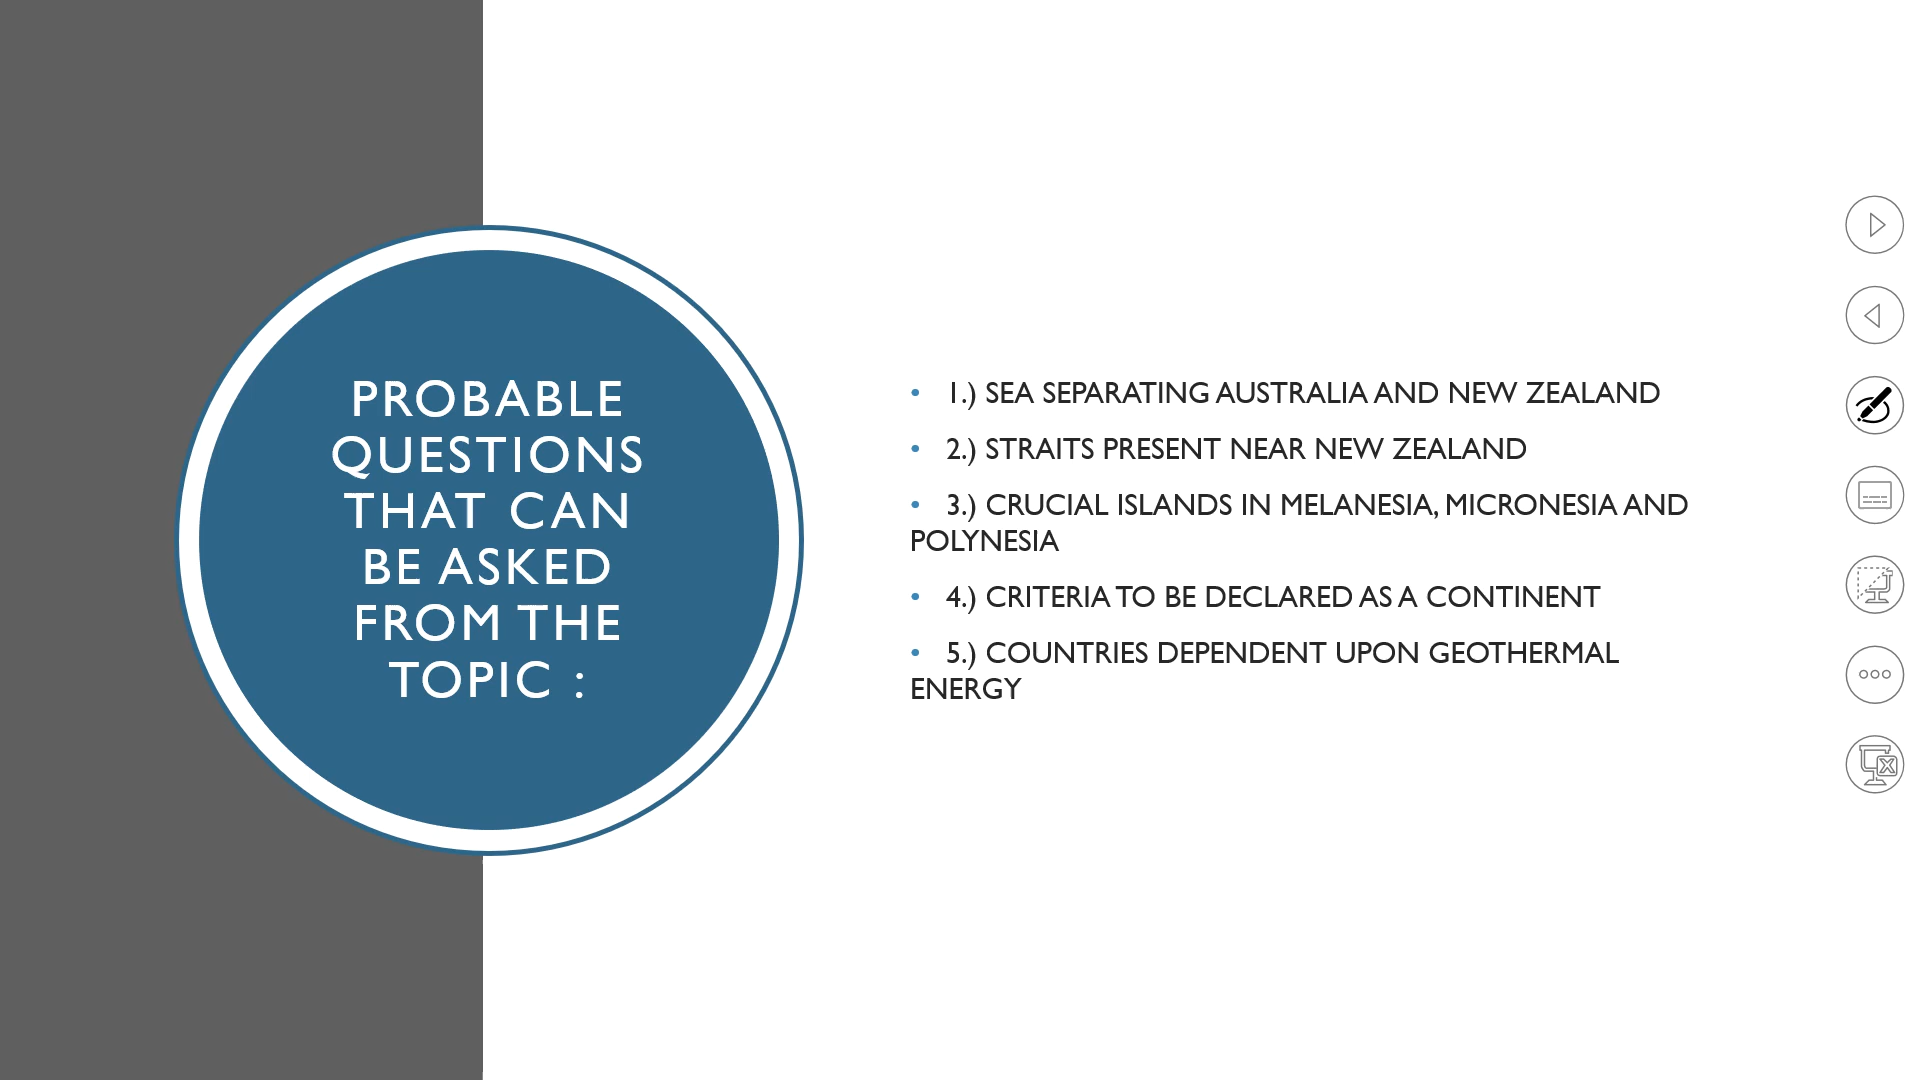 PROBABLE
QUESTIONS
THAT CAN
BE ASKED
FROM THE
TOPIC :
• 1.) SEA SEPARATING AUSTRALIA AND NEW ZEALAND
• 2.) STRAITS PRESENT NEAR NEW ZEALAND
• 3.) CRUCIAL ISLANDS IN MELANESIA, MICRONESIA AND
POLYNESIA
• 4.) CRITERIA TO BE DECLARED AS A CONTINENT
• 5.) COUNTRIES DEPENDENT UPON GEOTHERMAL
ENERGY